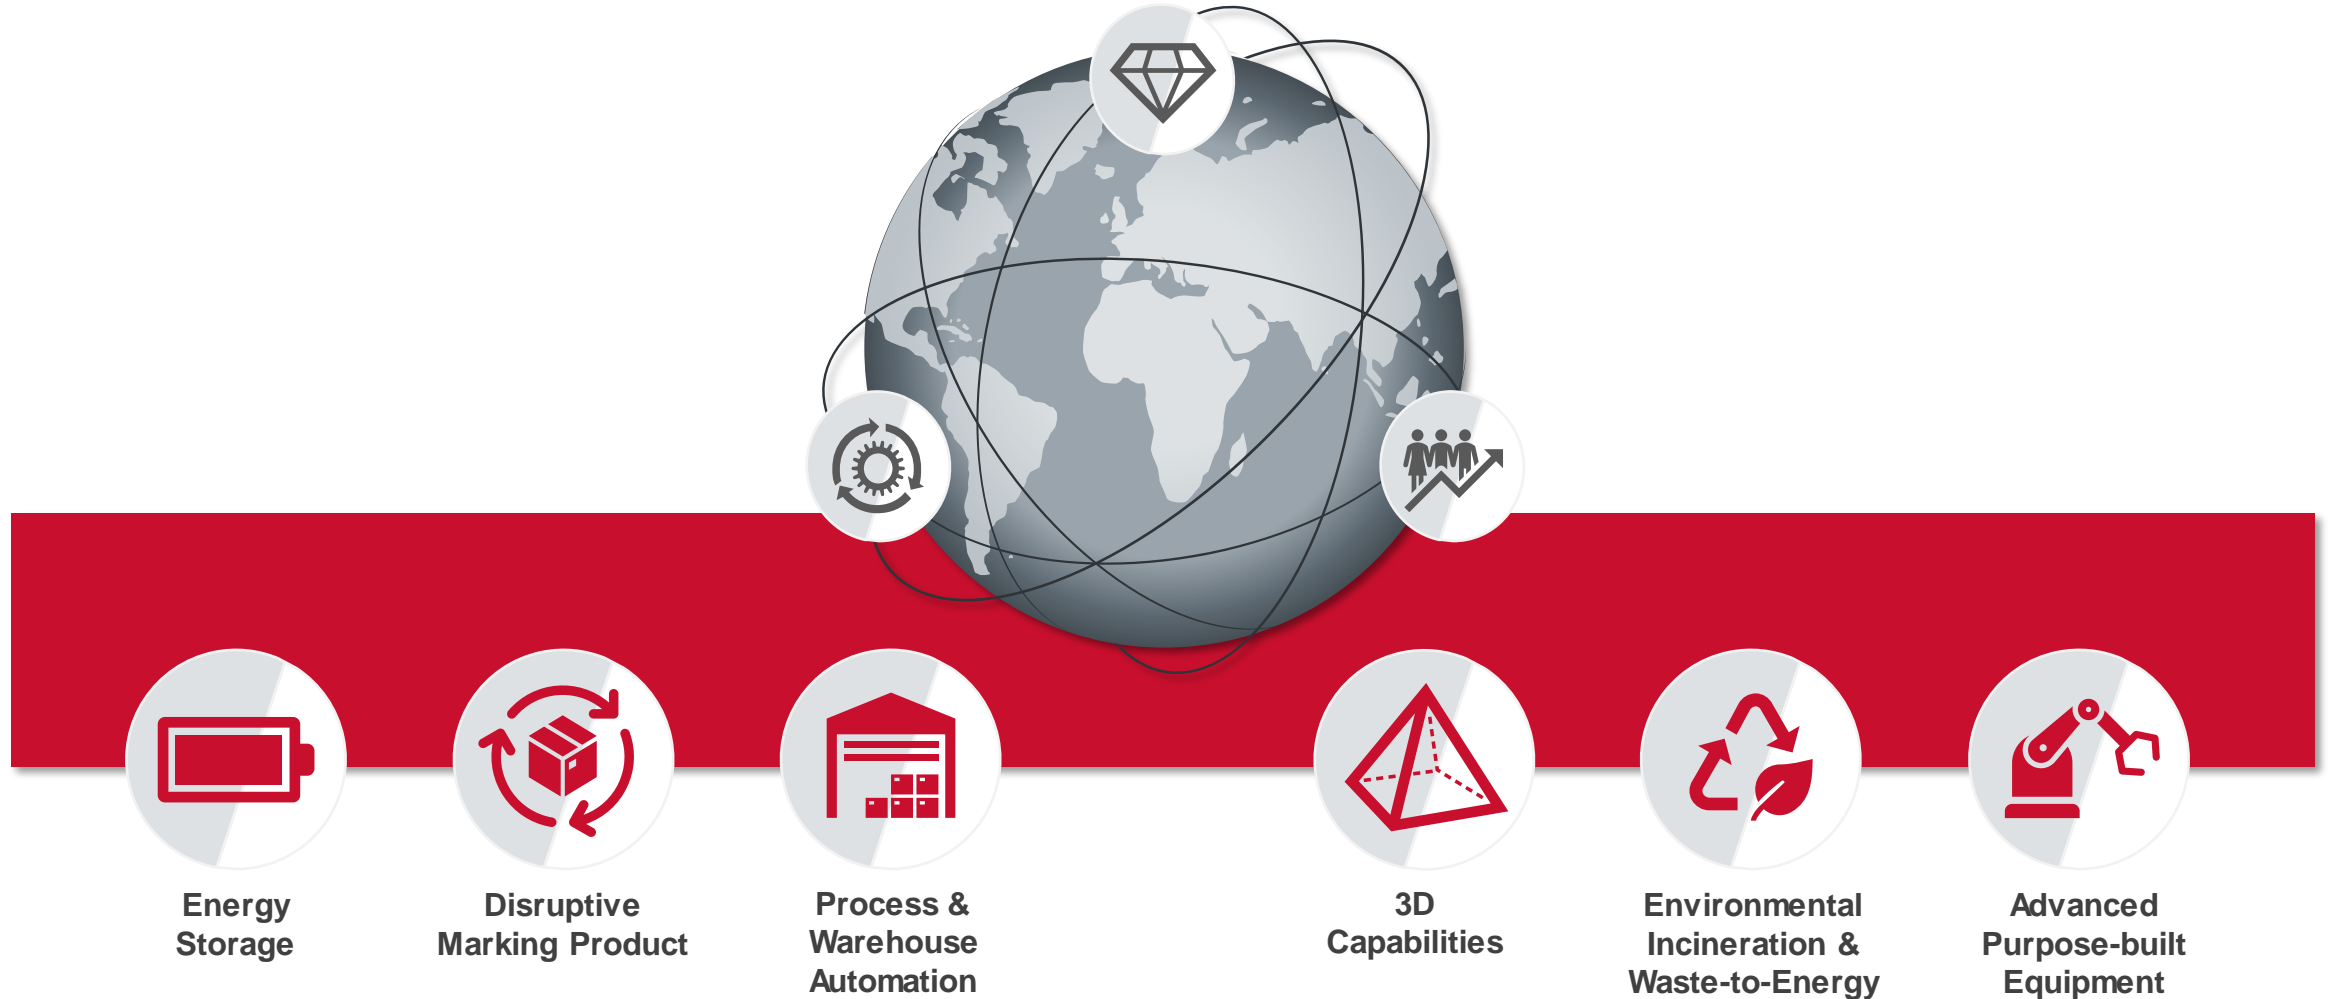 Energy
Storage
Disruptive
Marking Product
Process &
Warehouse
Automation
3D
Capabilities
Environmental
Incineration &
Waste-to-Energy
Advanced
Purpose-built
Equipment